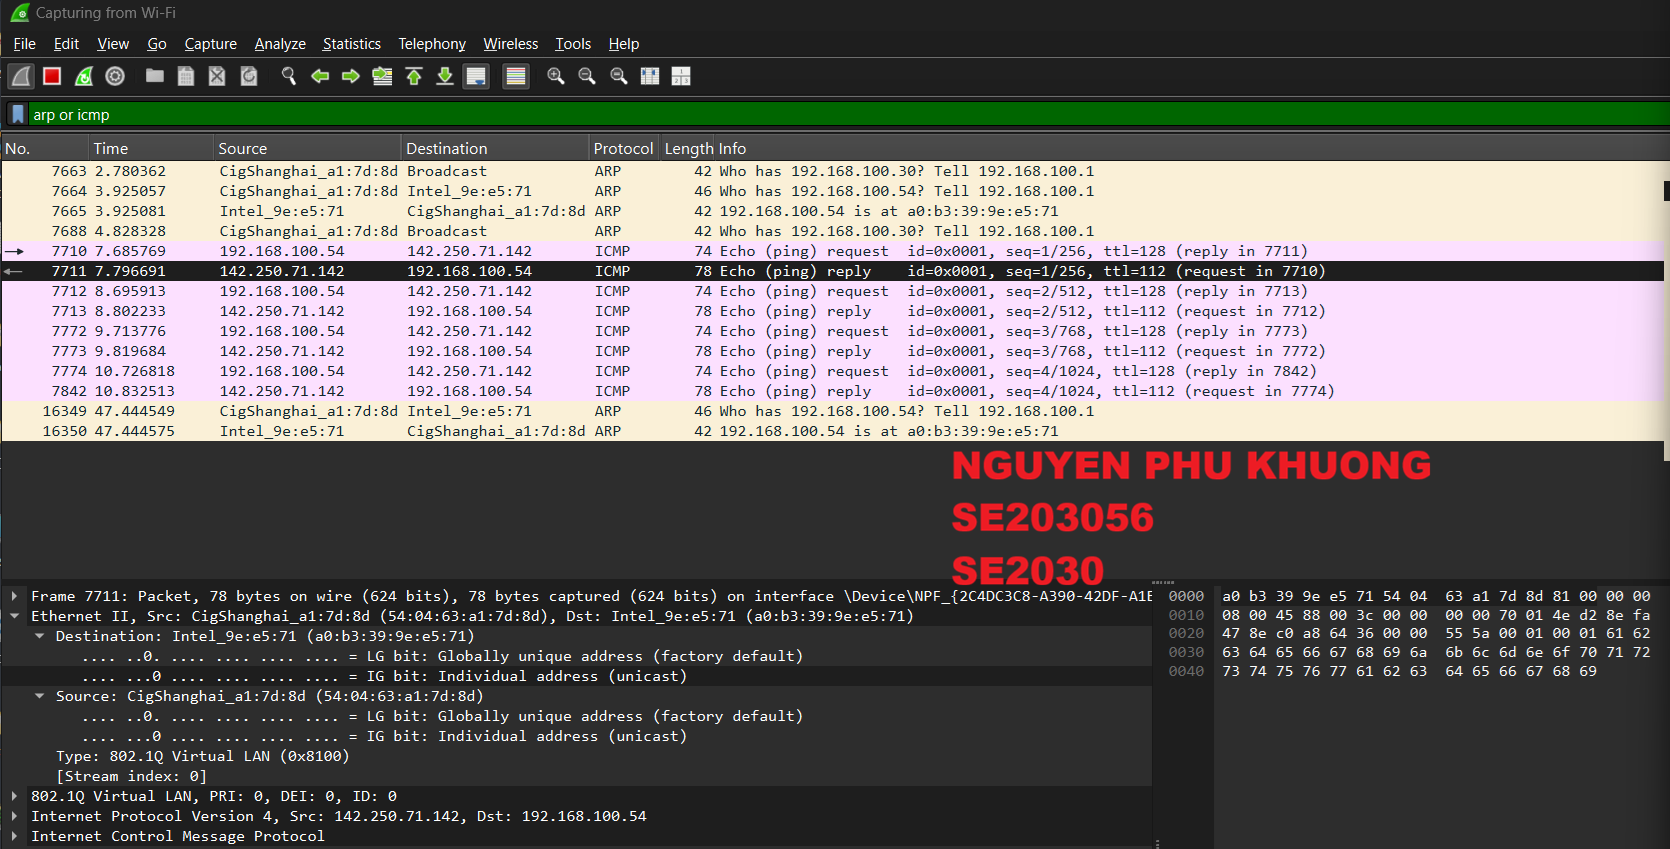 Capturing from Wi-Fi
File Edit View Go Capture Analyze Statistics Telephony Wireless Tools Help
arp or icmp
No. Time Source Destination Protocol Length Info
7663 2.780362 CigShanghai_a1:7d:8d Broadcast ARP 42 Who has 192.168.100.30? Tell 192.168.100.1
7664 3.925057 CigShanghai_a1:7d:8d Intel_9e:e5:71 ARP 46 Who has 192.168.100.54? Tell 192.168.100.1
7665 3.925081 Intel_9e:e5:71 CigShanghai_a1:7d:8d ARP 42 192.168.100.54 is at a0:b3:39:9e:e5:71
7688 4.828328 CigShanghai_a1:7d:8d Broadcast ARP 42 Who has 192.168.100.30? Tell 192.168.100.1
7710 7.685769 192.168.100.54 142.250.71.142 ICMP 74 Echo (ping) request id=0x0001, seq=1/256, ttl=128 (reply in 7711)
7711 7.796691 142.250.71.142 192.168.100.54 ICMP 78 Echo (ping) reply id=0x0001, seq=1/256, ttl=112 (request in 7710)
7712 8.695913 192.168.100.54 142.250.71.142 ICMP 74 Echo (ping) request id=0x0001, seq=2/512, ttl=128 (reply in 7713)
7713 8.802233 142.250.71.142 192.168.100.54 ICMP 78 Echo (ping) reply id=0x0001, seq=2/512, ttl=112 (request in 7712)
7772 9.713776 192.168.100.54 142.250.71.142 ICMP 74 Echo (ping) request id=0x0001, seq=3/768, ttl=128 (reply in 7773)
7773 9.819684 142.250.71.142 192.168.100.54 ICMP 78 Echo (ping) reply id=0x0001, seq=3/768, ttl=112 (request in 7772)
7774 10.726818 192.168.100.54 142.250.71.142 ICMP 74 Echo (ping) request id=0x0001, seq=4/1024, ttl=128 (reply in 7842)
7842 10.832513 142.250.71.142 192.168.100.54 ICMP 78 Echo (ping) reply id=0x0001, seq=4/1024, ttl=112 (request in 7774)
16349 47.444549 CigShanghai_a1:7d:8d Intel_9e:e5:71 ARP 46 Who has 192.168.100.54? Tell 192.168.100.1
16350 47.444575 Intel_9e:e5:71 CigShanghai_a1:7d:8d ARP 42 192.168.100.54 is at a0:b3:39:9e:e5:71
NGUYEN PHU KHUONG
SE203056
SE2030
Frame 7711: Packet, 78 bytes on wire (624 bits), 78 bytes captured (624 bits) on interface \Device\NPF_{2C4DC3C8-A390-42DF-A1E
Ethernet II, Src: CigShanghai_a1:7d:8d (54:04:63:a1:7d:8d), Dst: Intel_9e:e5:71 (a0:b3:39:9e:e5:71)
Destination: Intel_9e:e5:71 (a0:b3:39:9e:e5:71)
.... ..0. .... .... .... .... = LG bit: Globally unique address (factory default)
.... ...0 .... .... .... .... = IG bit: Individual address (unicast)
Source: CigShanghai_a1:7d:8d (54:04:63:a1:7d:8d)
.... ..0. .... .... .... .... = LG bit: Globally unique address (factory default)
.... ...0 .... .... .... .... = IG bit: Individual address (unicast)
Type: 802.1Q Virtual LAN (0x8100)
[Stream index: 0]
802.1Q Virtual LAN, PRI: 0, DEI: 0, ID: 0
Internet Protocol Version 4, Src: 142.250.71.142, Dst: 192.168.100.54
Internet Control Message Protocol
0000 a0 b3 39 9e e5 71 54 04 63 a1 7d 8d 81 00 00 00
0010 08 00 45 88 00 3c 00 00 00 00 70 01 4e d2 8e fa
0020 47 8e c0 a8 64 36 00 00 55 5a 00 01 00 01 61 62
0030 63 64 65 66 67 68 69 6a 6b 6c 6d 6e 6f 70 71 72
0040 73 74 75 76 77 61 62 63 64 65 66 67 68 69